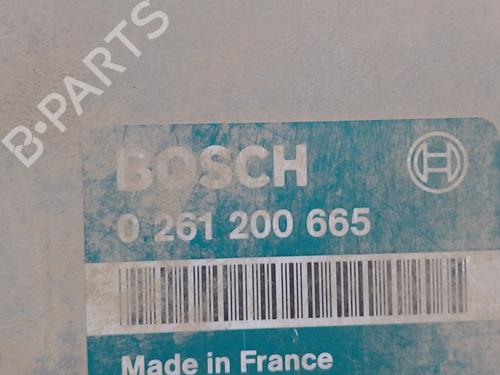 B-PARTS
BOSCH
0 261 200 665
Made in France